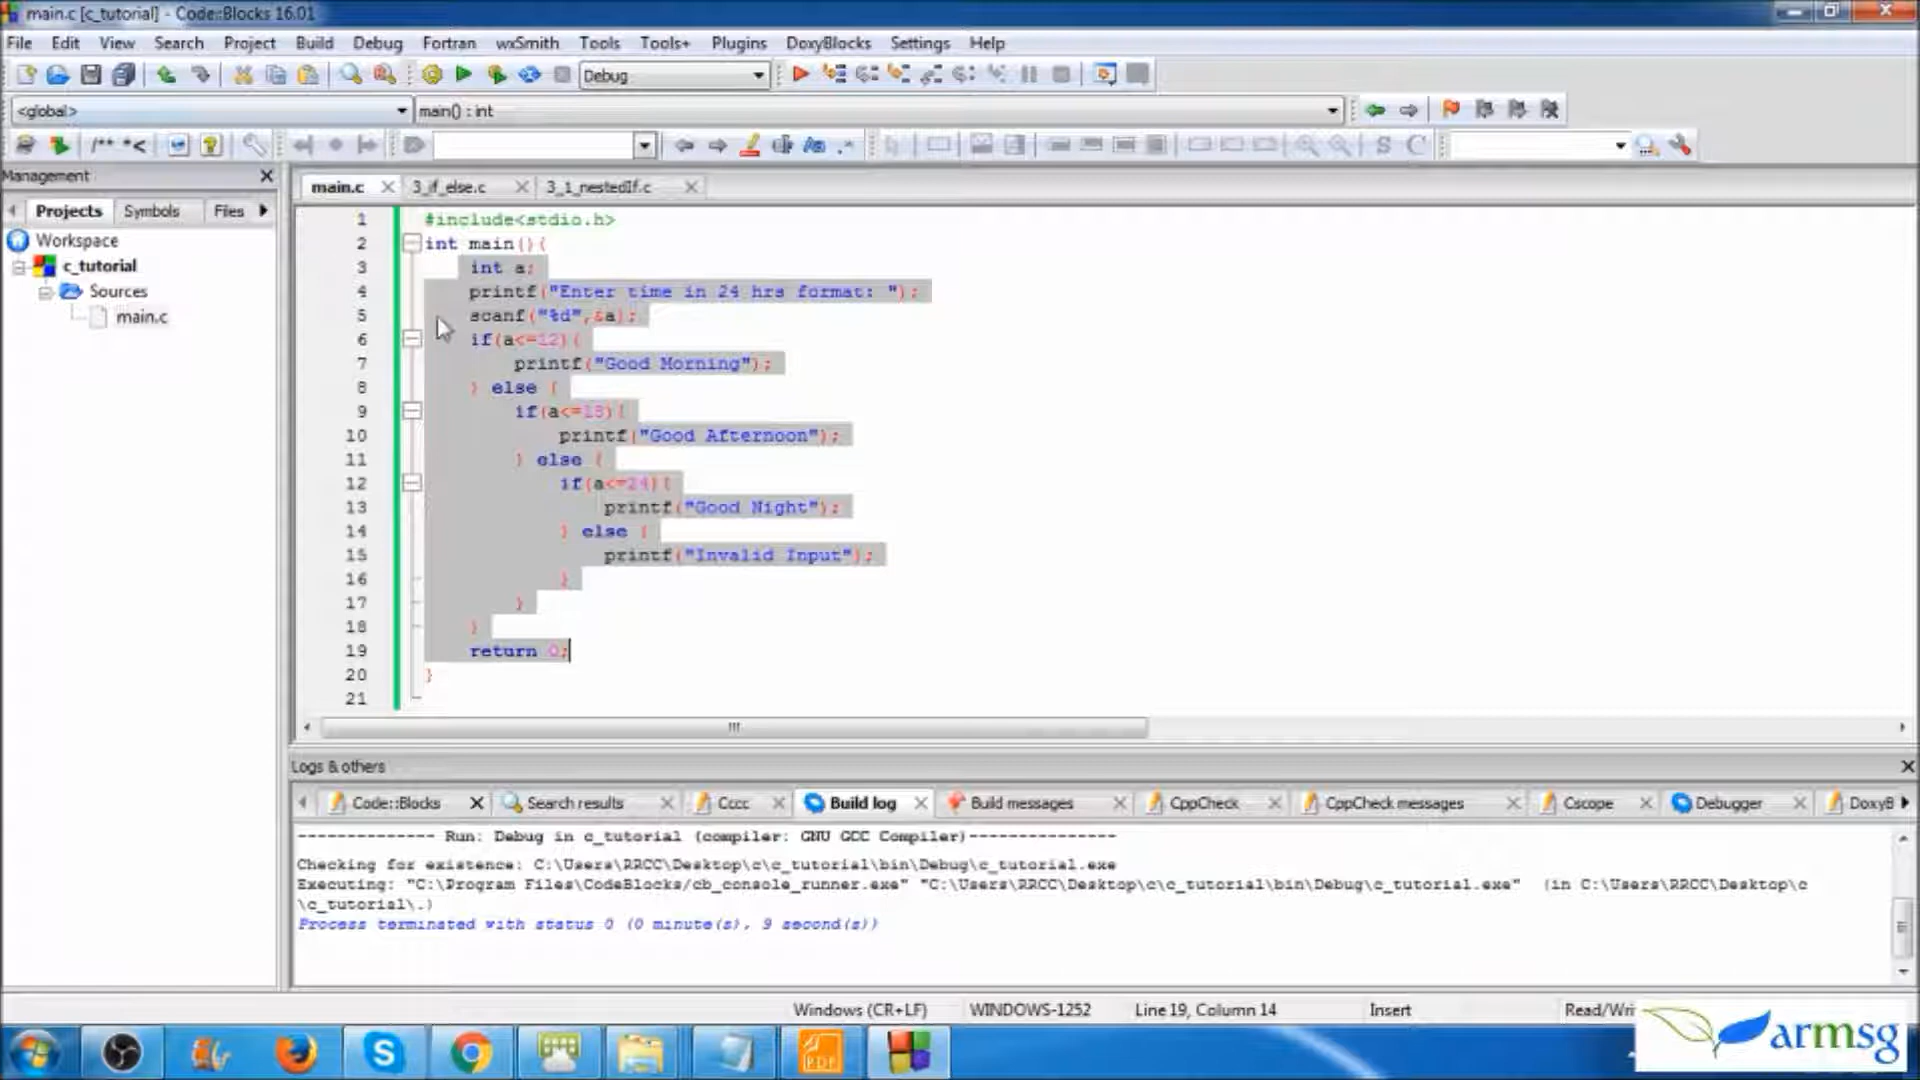 main.c [c_tutorial] - Code::Blocks 16.01
File Edit View Search Project Build Debug Fortran wxSmith Tools Tools+ Plugins DoxyBlocks Settings Help
Debug
<global> main() : int
/** *<
S C
Management
Projects Symbols Files
Workspace
c_tutorial
Sources
main.c
main.c 3_if_else.c 3_1_nestedIf.c
1 #include<stdio.h>
2 int main(){
3 int a;
4 printf("Enter time in 24 hrs format: ");
5 scanf("%d",&a);
6 if(a<=12){
7 printf("Good Morning");
8 } else {
9 if(a<=18){
10 printf("Good Afternoon");
11 } else {
12 if(a<=24){
13 printf("Good Night");
14 } else {
15 printf("Invalid Input");
16 }
17 }
18 }
19 return 0;
20 }
21
Logs & others
Code::Blocks Search results Cccc Build log Build messages CppCheck CppCheck messages Cscope Debugger DoxyB
-------------- Run: Debug in c_tutorial (compiler: GNU GCC Compiler)---------------
Checking for existence: C:\Users\RRCC\Desktop\c\c_tutorial\bin\Debug\c_tutorial.exe
Executing: "C:\Program Files\CodeBlocks/cb_console_runner.exe" "C:\Users\RRCC\Desktop\c\c_tutorial\bin\Debug\c_tutorial.exe" (in C:\Users\RRCC\Desktop\c
\c_tutorial\.)
Process terminated with status 0 (0 minute(s), 9 second(s))
Windows (CR+LF) WINDOWS-1252 Line 19, Column 14 Insert Read/Wri
PDF
armsg